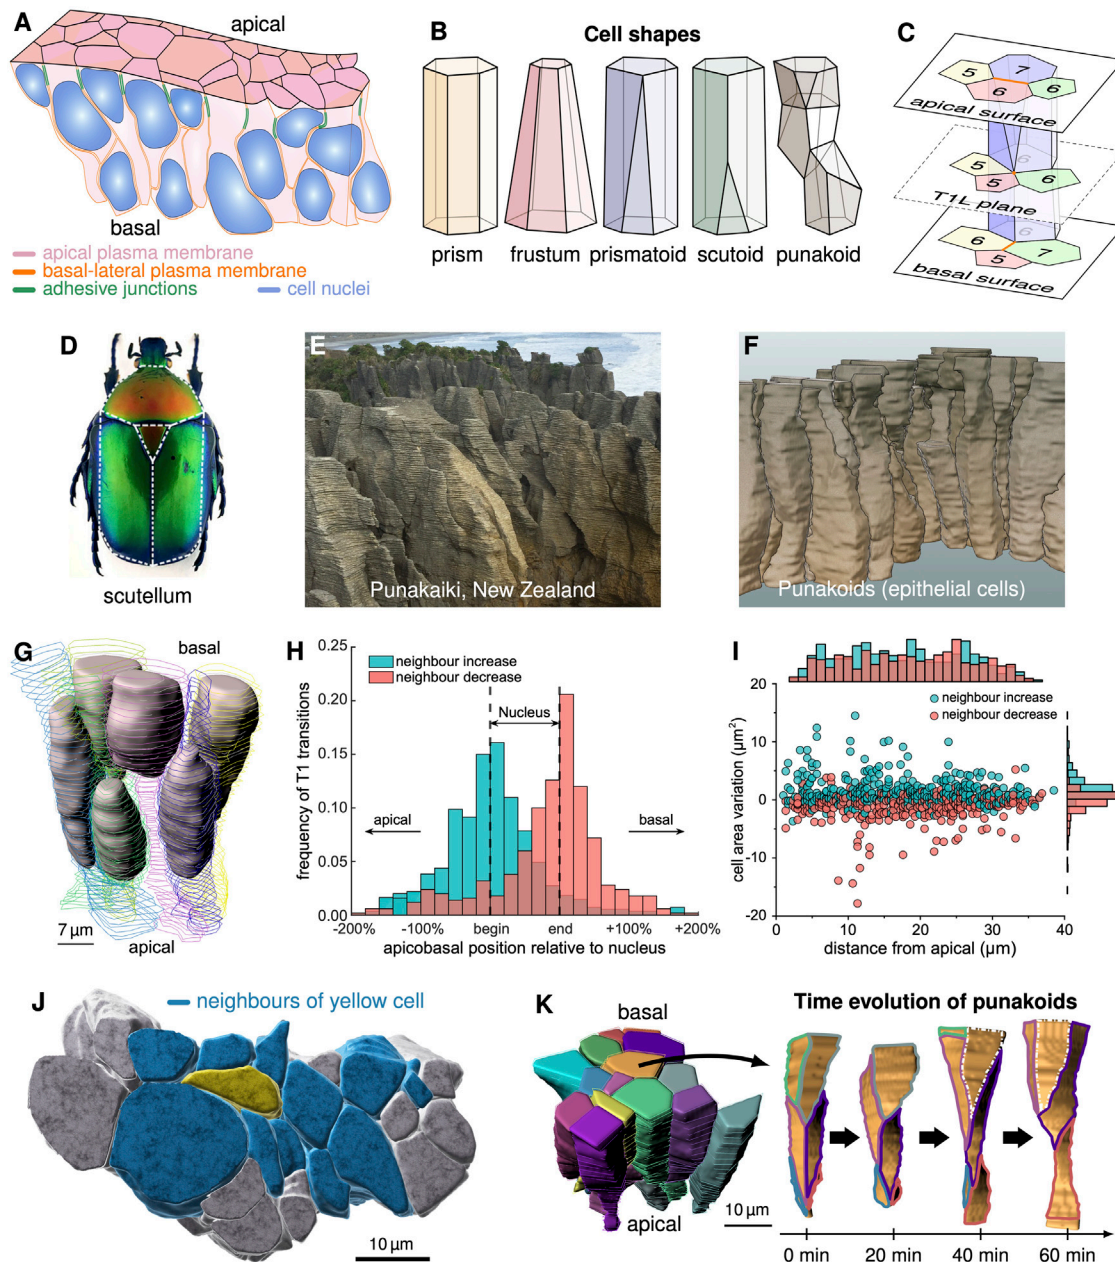 A
apical
basal
apical plasma membrane
basal-lateral plasma membrane
adhesive junctions
cell nuclei
B
Cell shapes
prism
frustum
prismatoid
scutoid
punakoid
C
5
7
6
6
apical surface
6
5
5
6
T1L plane
6
6
7
5
basal surface
D
scutellum
E
Punakaiki, New Zealand
F
Punakoids (epithelial cells)
G
basal
7 µm
apical
H
neighbour increase
neighbour decrease
Nucleus
apical
basal
frequency of T1 transitions
0.25
0.20
0.15
0.10
0.05
0.00
-200%
-100%
begin
end
+100%
+200%
apicobasal position relative to nucleus
I
neighbour increase
neighbour decrease
cell area variation (µm²)
20
10
0
-10
-20
0
10
20
30
40
distance from apical (µm)
J
neighbours of yellow cell
10 µm
K
basal
apical
10 µm
Time evolution of punakoids
0 min
20 min
40 min
60 min